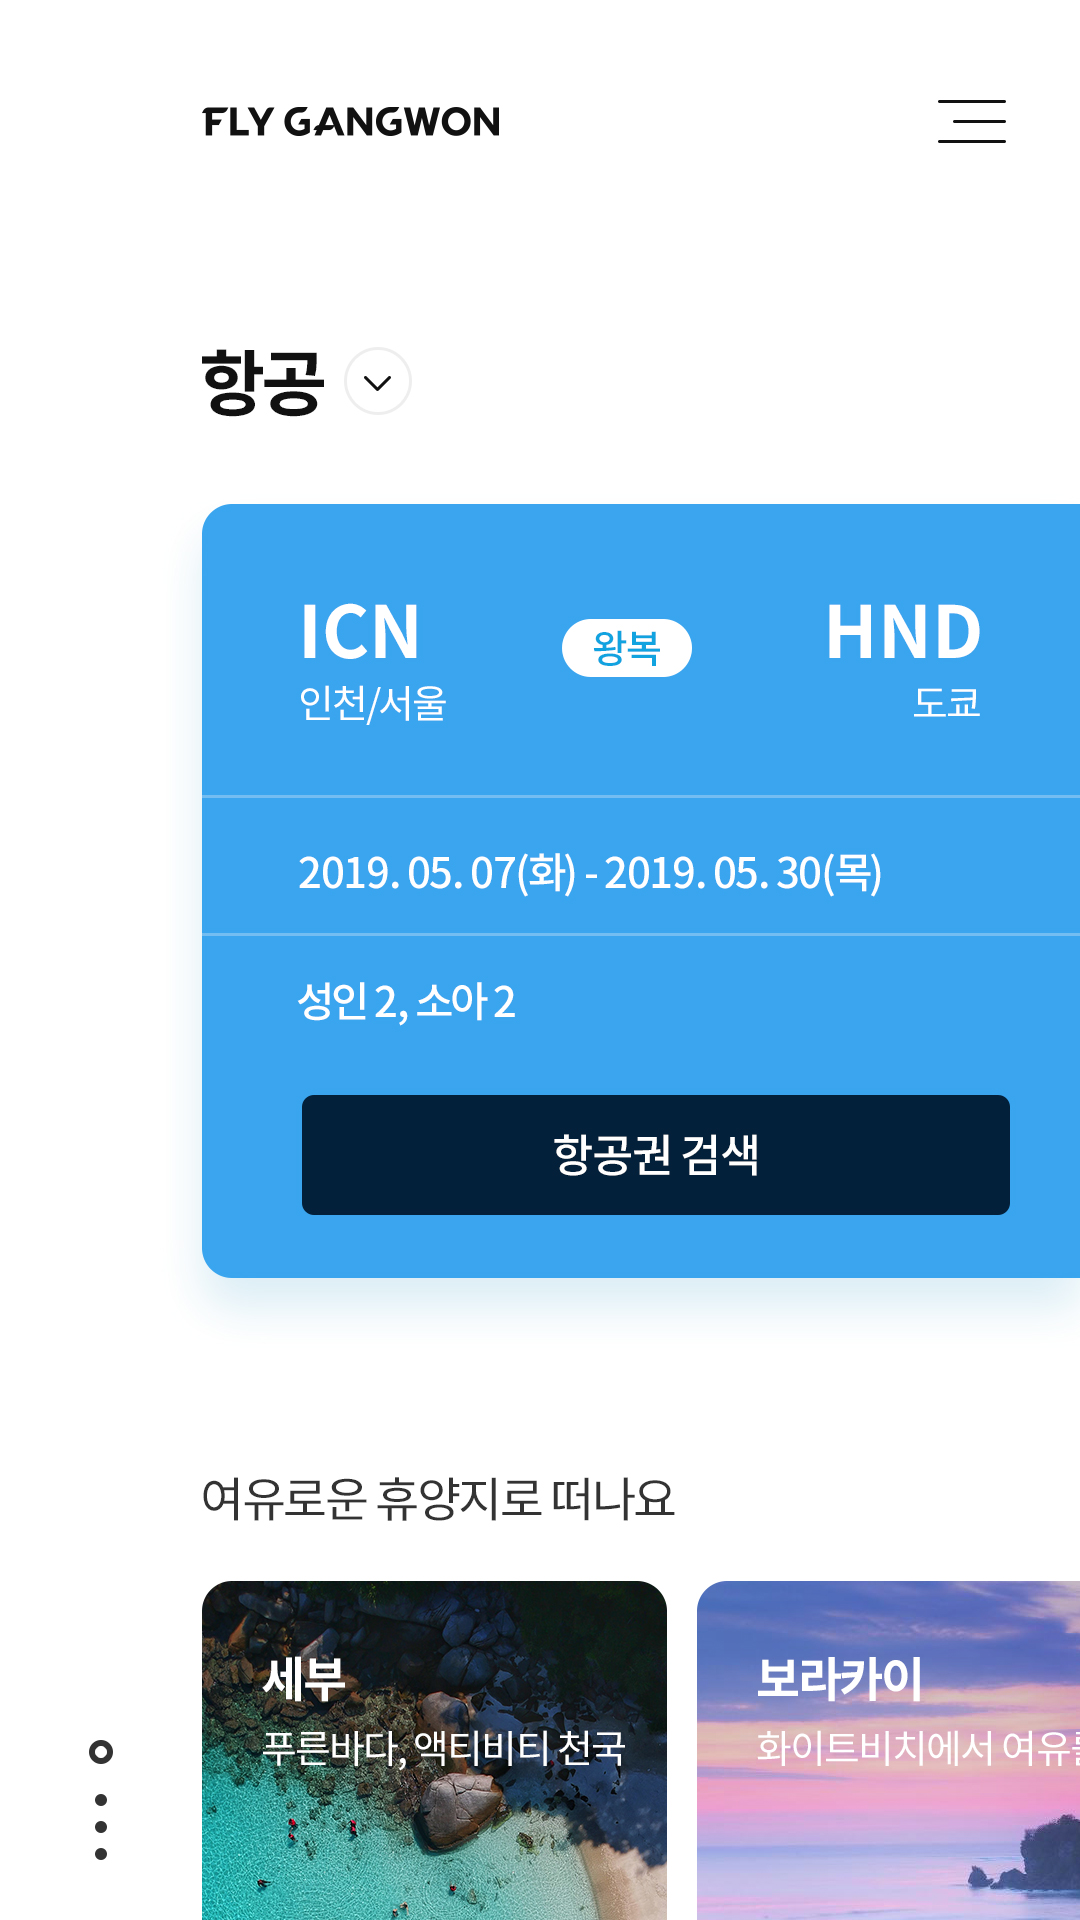 FLY GANGWON
항공
ICN 왕복 HND
인천/서울 도쿄
2019. 05. 07(화) - 2019. 05. 30(목)
성인 2, 소아 2
항공권 검색
여유로운 휴양지로 떠나요
세부
푸른바다, 액티비티 천국
보라카이
화이트비치에서